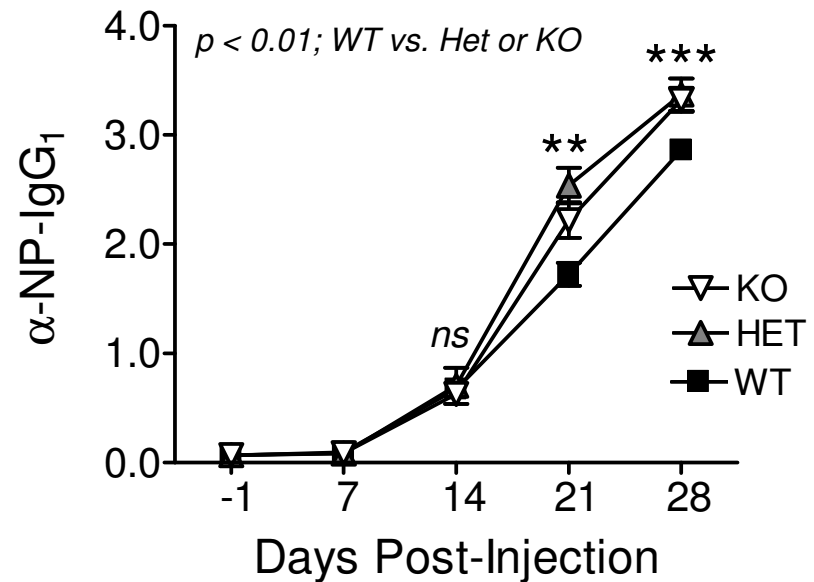 4.0
p < 0.01; WT vs. Het or KO
***
3.0
**
2.0
ns
1.0
0.0
α-NP-IgG1
KO
HET
WT
-1 7 14 21 28
Days Post-Injection